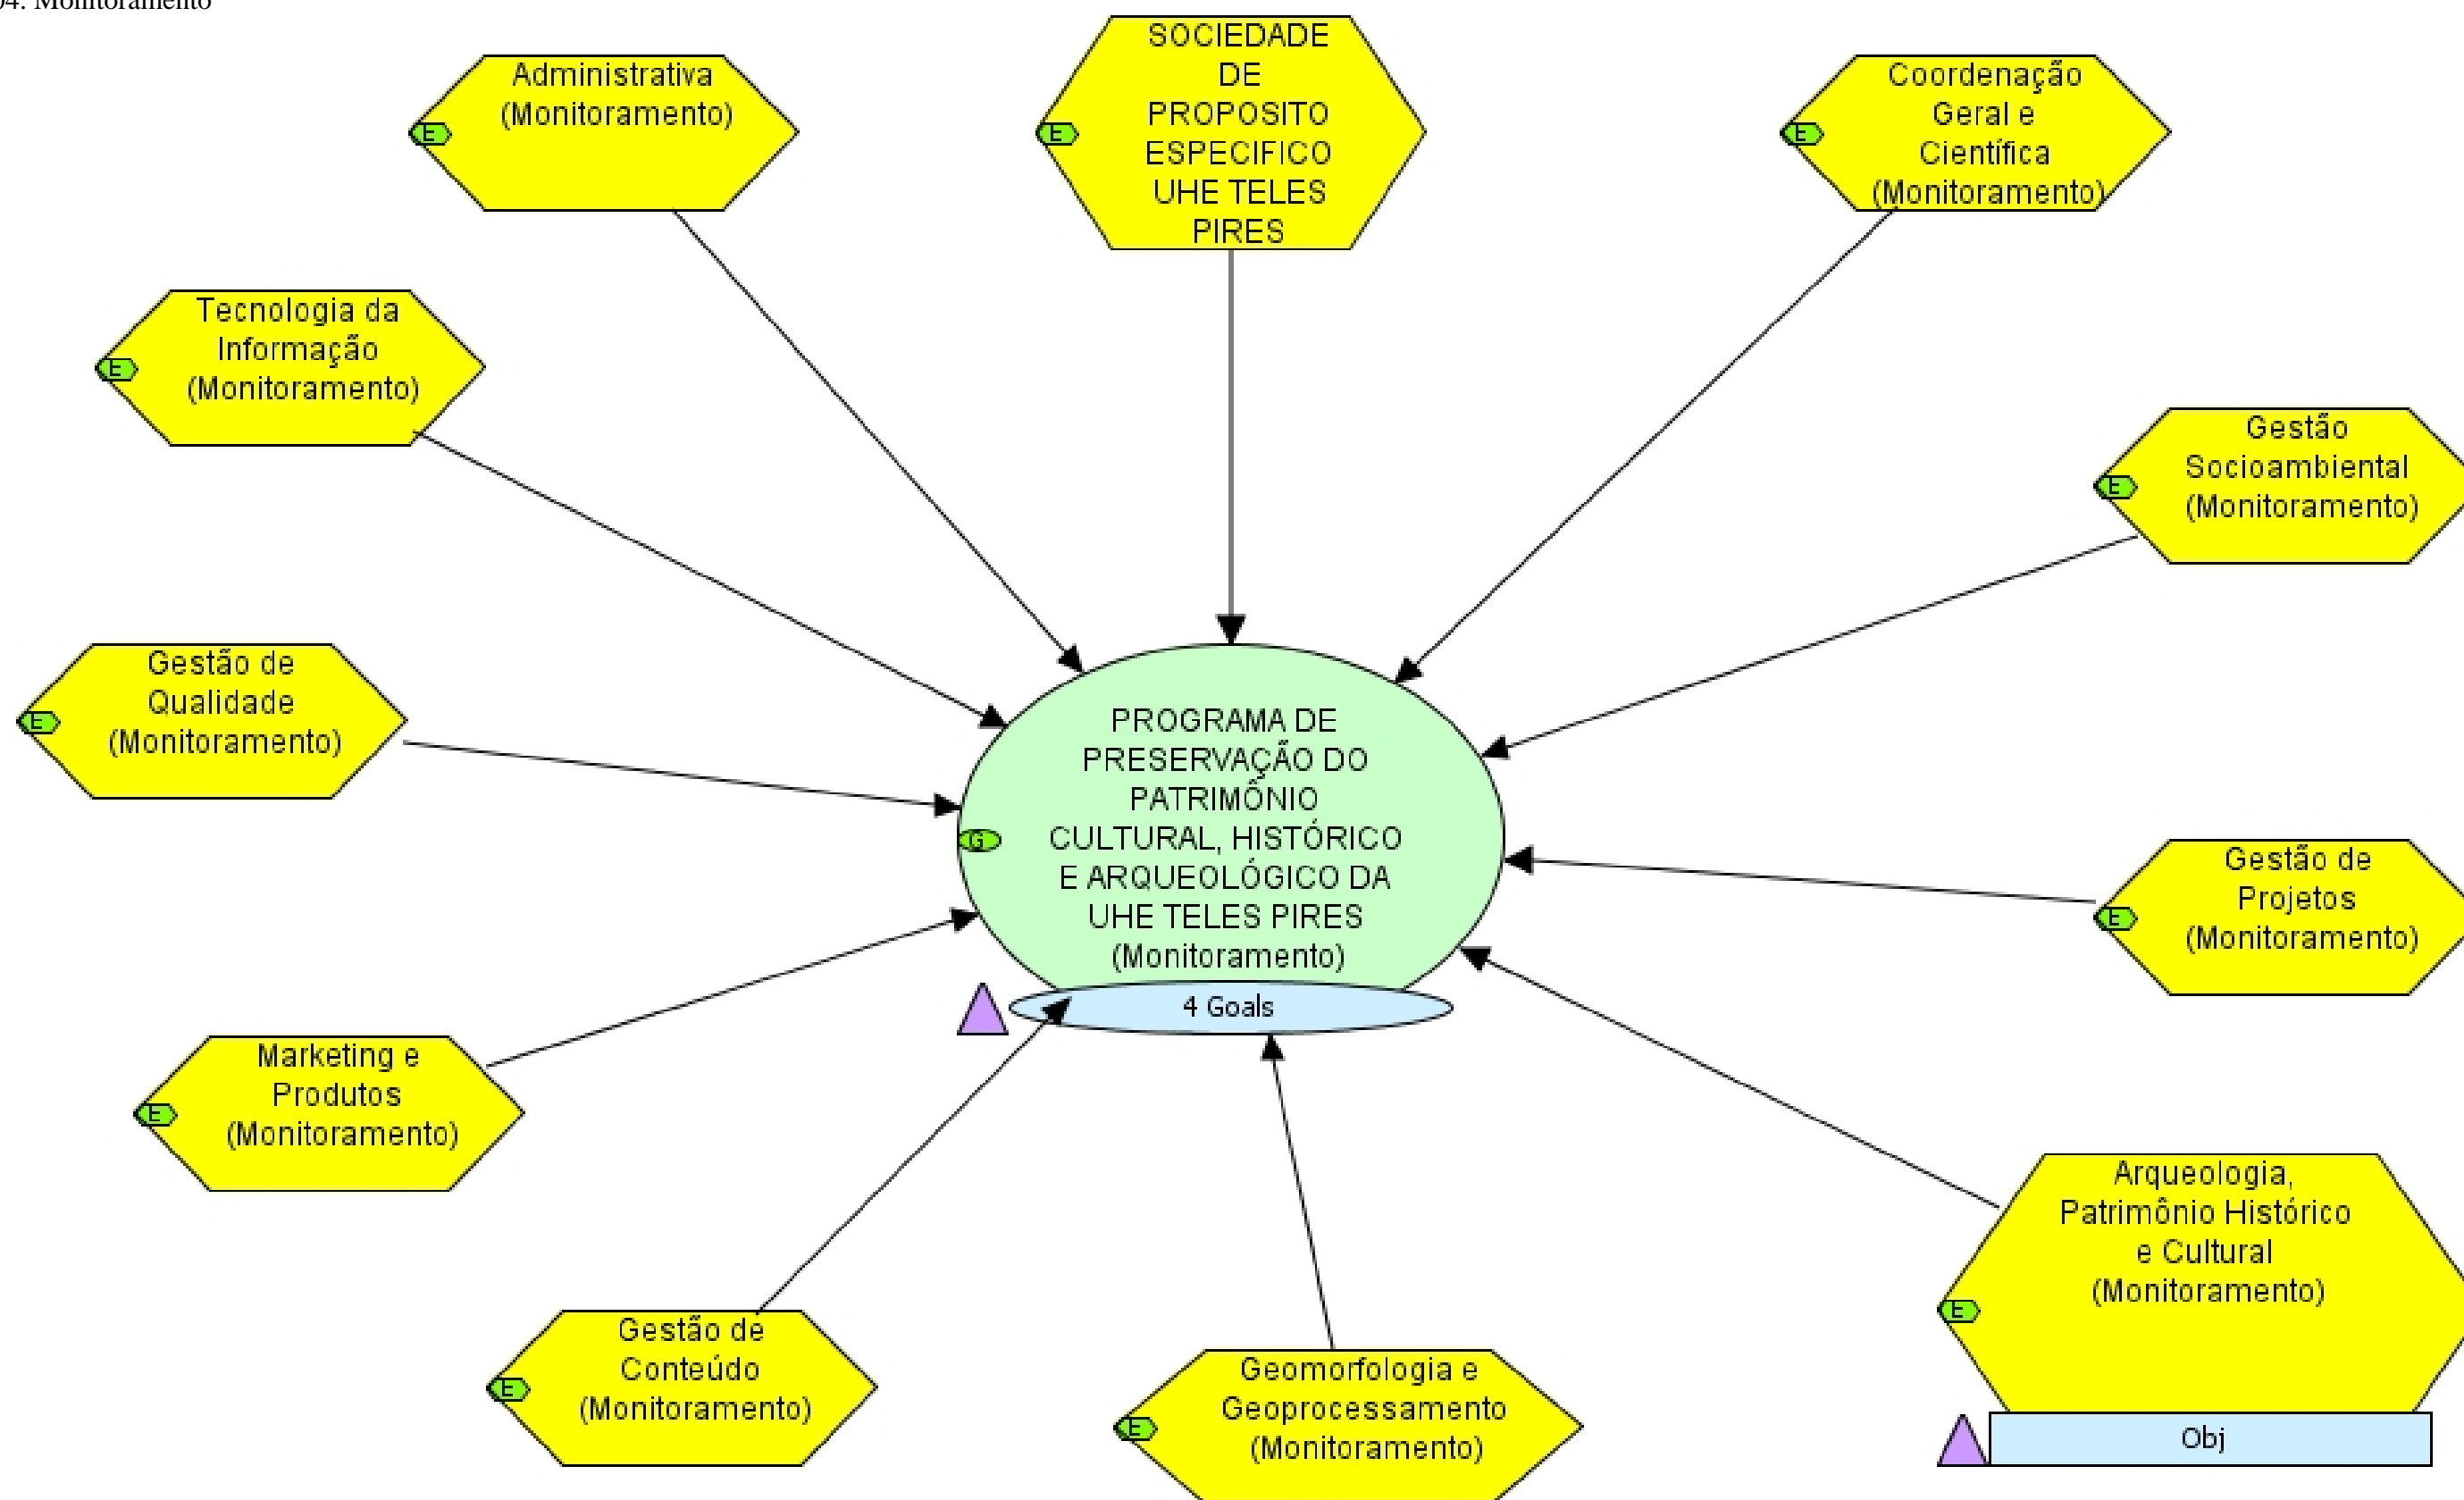 04. Monitoramento
SOCIEDADE
DE
PROPOSITO
ESPECIFICO
UHE TELES
PIRES
Administrativa
(Monitoramento)
E
E
Coordenação
Geral e
Científica
(Monitoramento)
E
Tecnologia da
Informação
(Monitoramento)
E
Gestão
Socioambiental
(Monitoramento)
E
Gestão de
Qualidade
(Monitoramento)
E
PROGRAMA DE
PRESERVAÇÃO DO
PATRIMÔNIO
CULTURAL, HISTÓRICO
E ARQUEOLÓGICO DA
UHE TELES PIRES
(Monitoramento)
G
4 Goals
Gestão de
Projetos
(Monitoramento)
E
Marketing e
Produtos
(Monitoramento)
E
Arqueologia,
Patrimônio Histórico
e Cultural
(Monitoramento)
E
Obj
Gestão de
Conteúdo
(Monitoramento)
E
Geomorfologia e
Geoprocessamento
(Monitoramento)
E